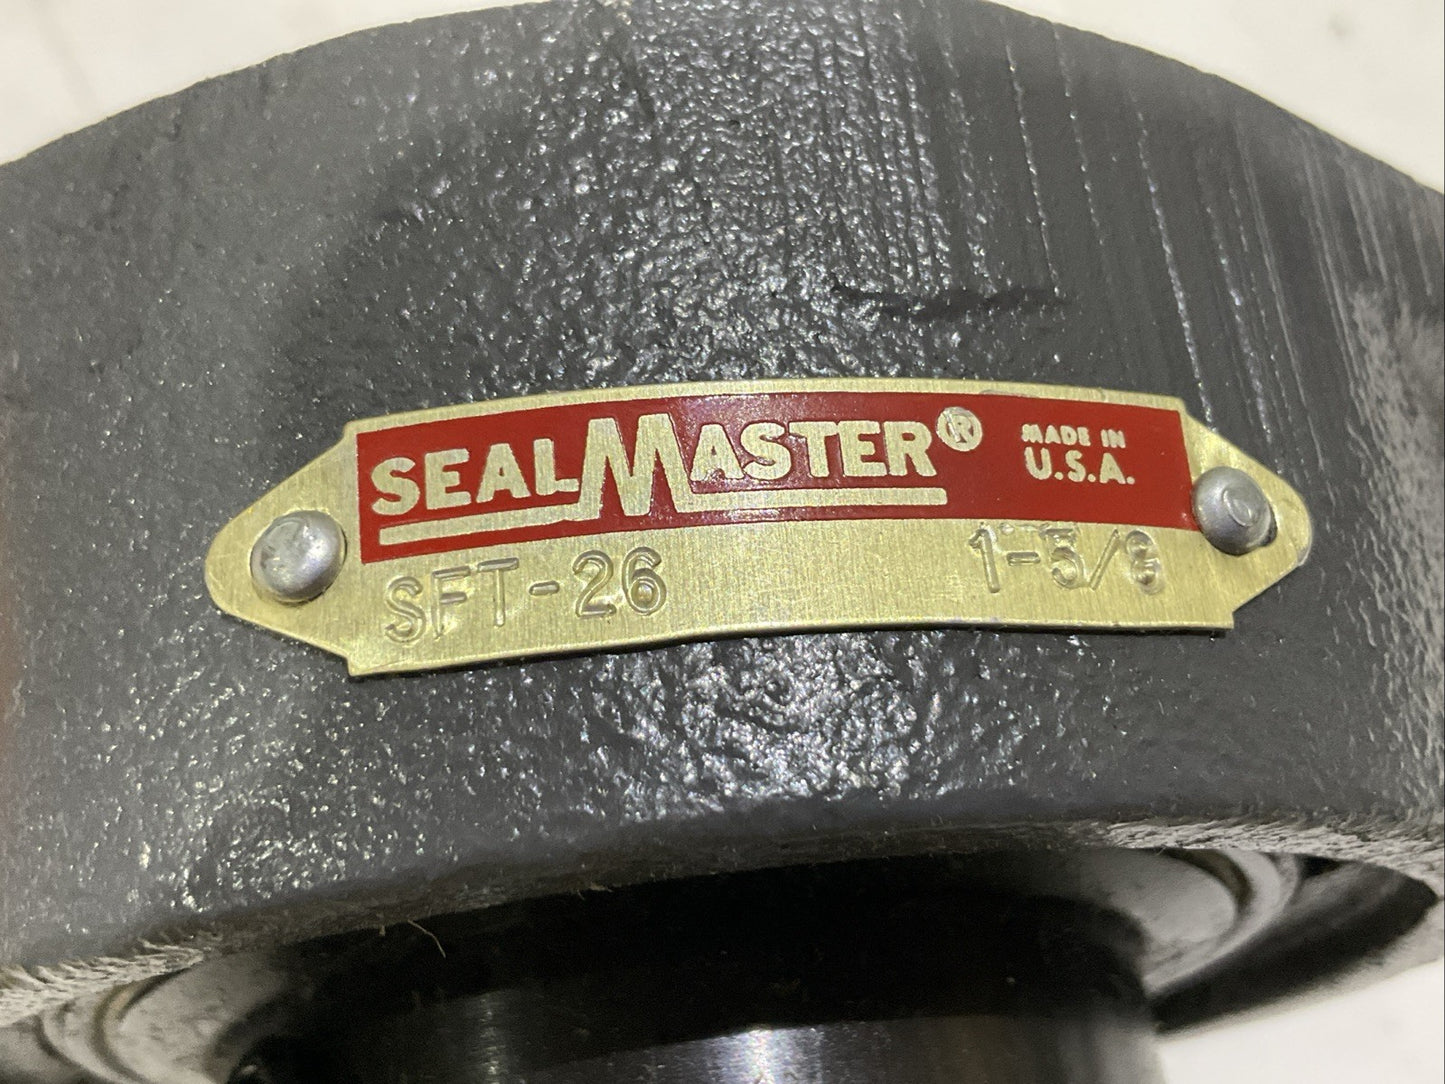 SEALMASTER® MADE IN
U.S.A.
SFT-26 1-5/8